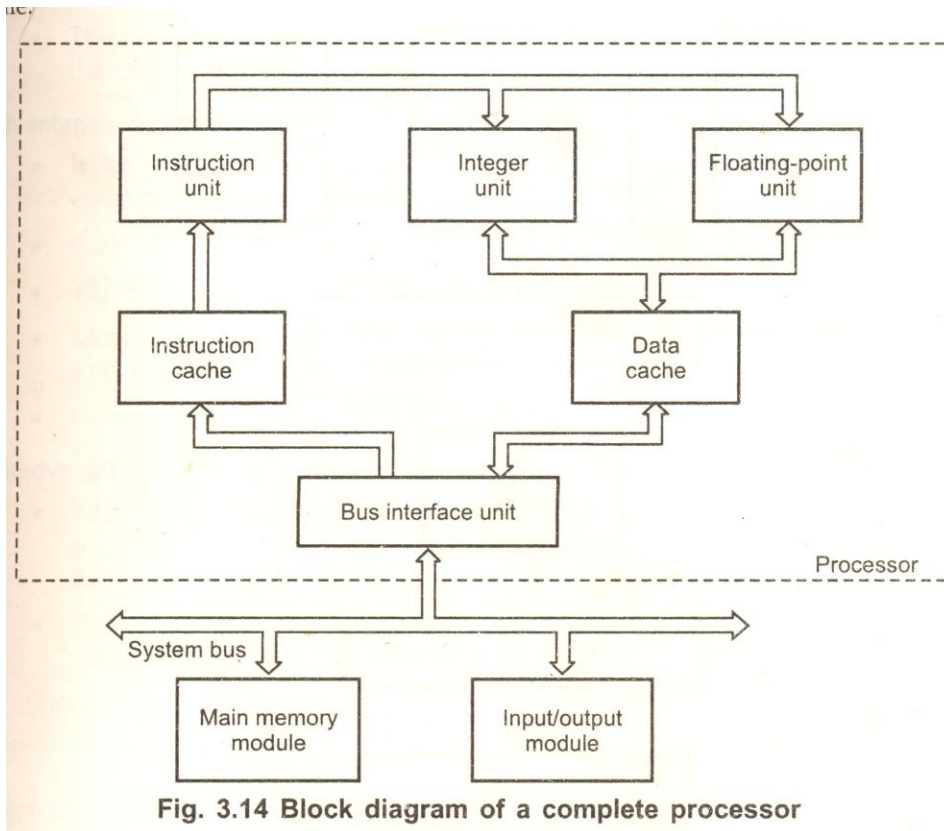 Instruction
unit
Integer
unit
Floating-point
unit
Instruction
cache
Data
cache
Bus interface unit
Processor
System bus
Main memory
module
Input/output
module
Fig. 3.14 Block diagram of a complete processor